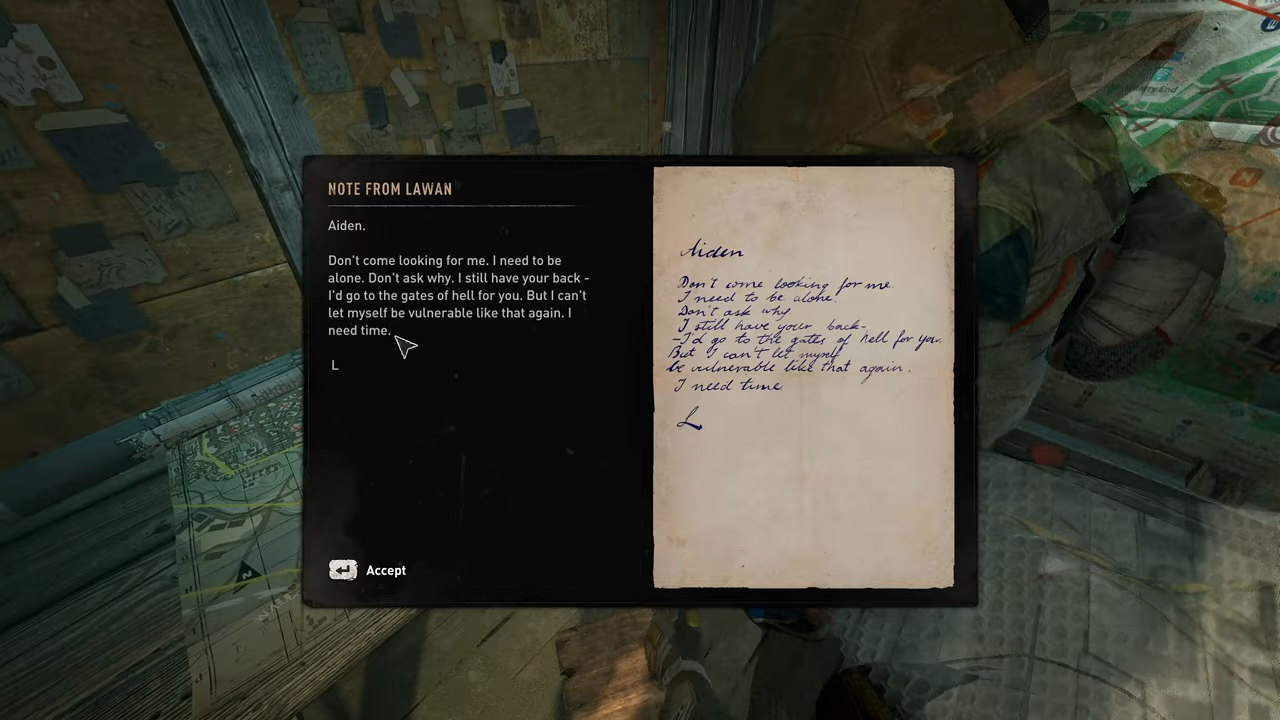 NOTE FROM LAWAN
Aiden.
Don't come looking for me. I need to be
alone. Don't ask why. I still have your back -
I'd go to the gates of hell for you. But I can't
let myself be vulnerable like that again. I
need time.
L
Accept
Aiden
Don't come looking for me.
I need to be alone.
Don't ask why
I still have your back-
-I'd go to the gates of hell for you.
But I can't let myself
be vulnerable like that again.
I need time
L